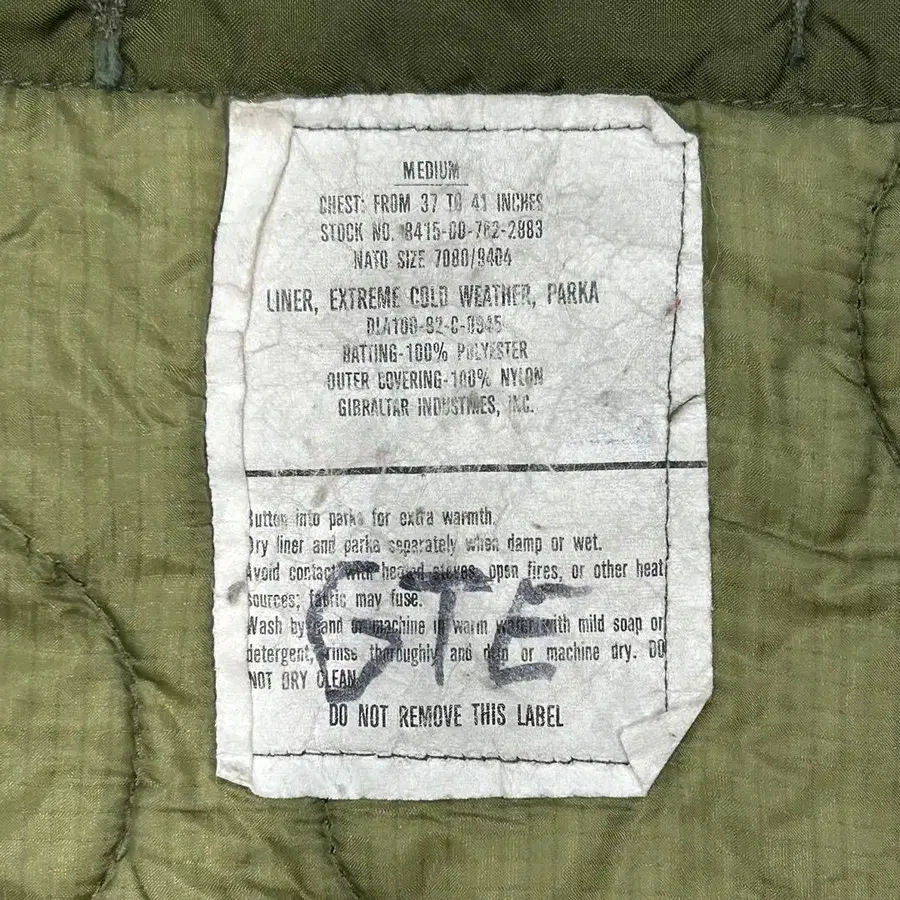 MEDIUM
CHEST: FROM 37 TO 41 INCHES
STOCK NO. 8415-00-782-2883
NATO SIZE 7080/9404
LINER, EXTREME COLD WEATHER, PARKA
DLA100-82-C-0945
BATTING-100% POLYESTER
OUTER COVERING-100% NYLON
GIBRALTAR INDUSTRIES, INC.
Button into parka for extra warmth.
Dry liner and parka separately when damp or wet.
Avoid contact with heated stoves, open fires, or other heat
sources; fabric may fuse.
GTE
Wash by hand or machine in warm water with mild soap or
detergent, rinse thoroughly and drip or machine dry. DO
NOT DRY CLEAN
DO NOT REMOVE THIS LABEL